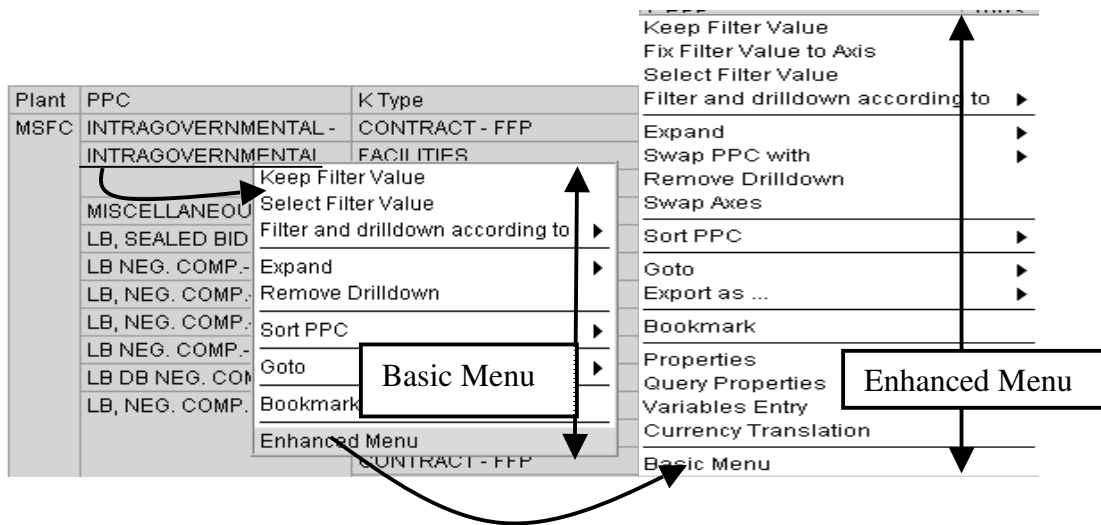 Plant PPC K Type
MSFC INTRAGOVERNMENTAL - CONTRACT - FFP
INTRAGOVERNMENTAL FACILITIES
MISCELLANEOU
LB, SEALED BID
LB NEG. COMP.-
LB, NEG. COMP.-
LB, NEG. COMP.-
LB NEG. COMP.-
LB DB NEG. COM
LB, NEG. COMP.
CONTRACT - FFP
Keep Filter Value
Select Filter Value
Filter and drilldown according to
Expand
Remove Drilldown
Sort PPC
Goto
Bookmark
Enhanced Menu
Basic Menu
Keep Filter Value
Fix Filter Value to Axis
Select Filter Value
Filter and drilldown according to
Expand
Swap PPC with
Remove Drilldown
Swap Axes
Sort PPC
Goto
Export as ...
Bookmark
Properties
Query Properties
Variables Entry
Currency Translation
Basic Menu
Enhanced Menu